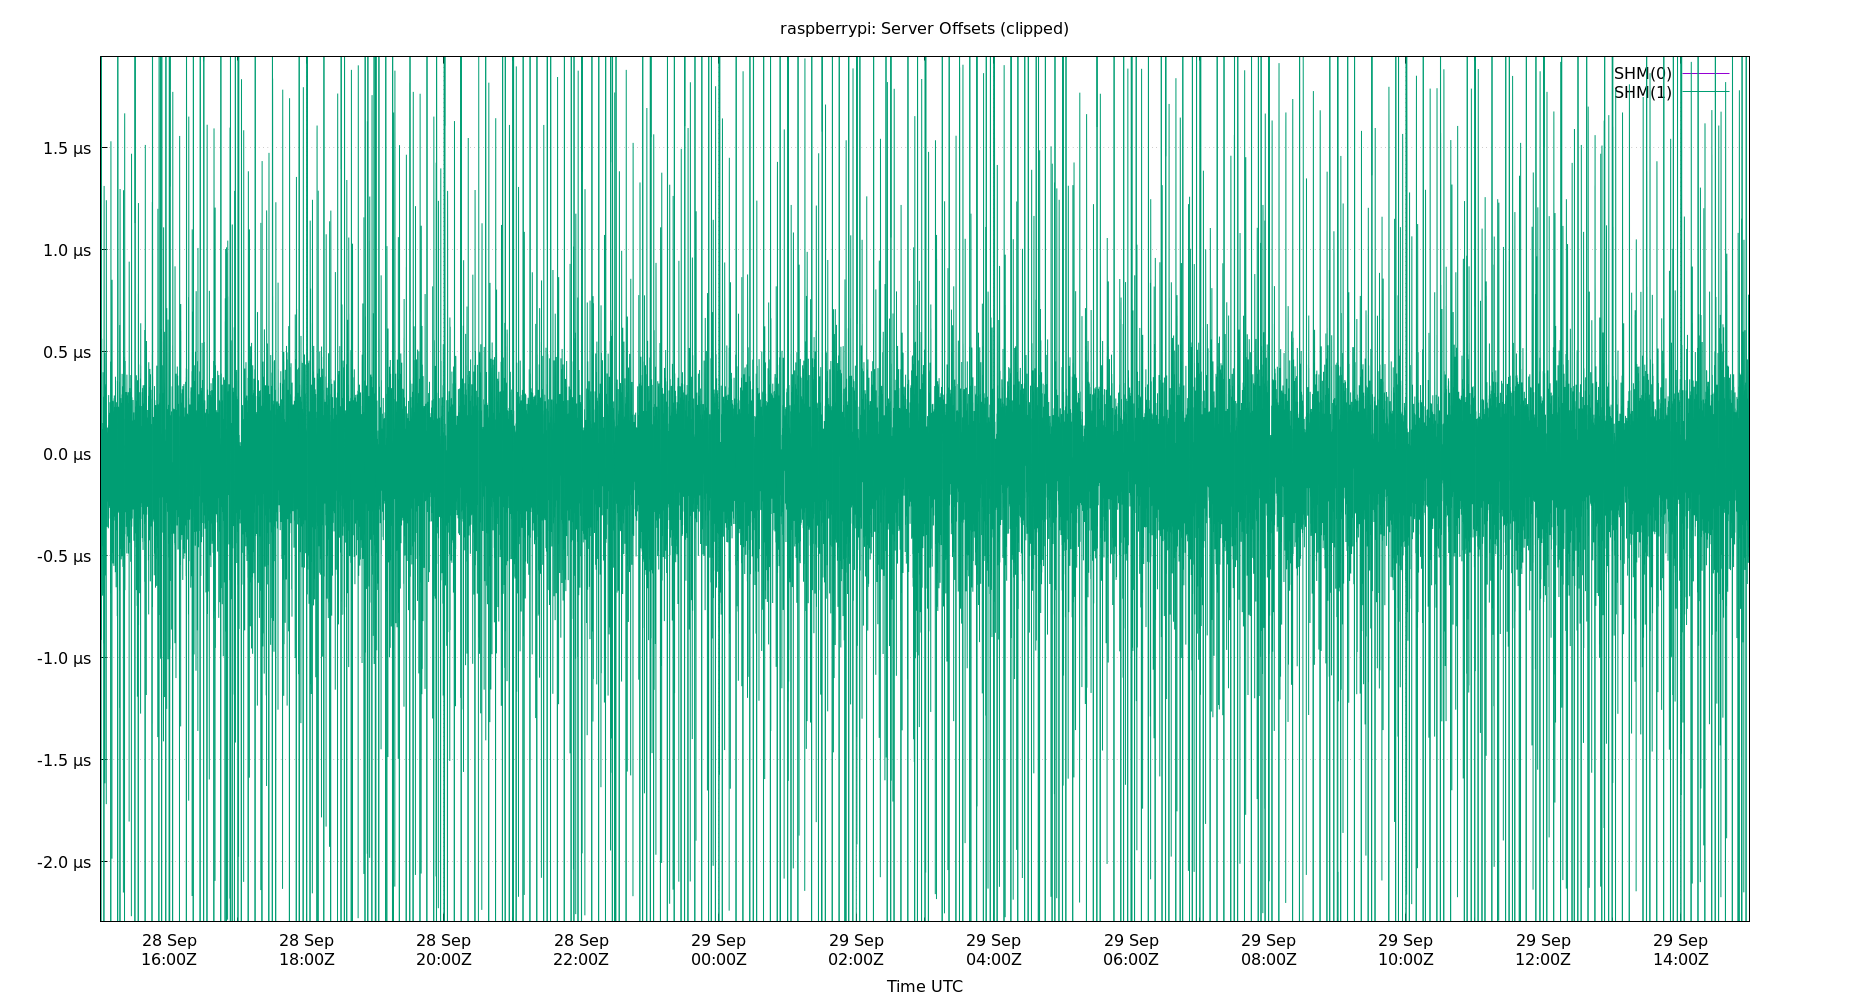 raspberrypi: Server Offsets (clipped)
SHM(0)
SHM(1)
1.5 µs
1.0 µs
0.5 µs
0.0 µs
-0.5 µs
-1.0 µs
-1.5 µs
-2.0 µs
28 Sep 28 Sep 28 Sep 28 Sep 29 Sep 29 Sep 29 Sep 29 Sep 29 Sep 29 Sep 29 Sep 29 Sep
16:00Z 18:00Z 20:00Z 22:00Z 00:00Z 02:00Z 04:00Z 06:00Z 08:00Z 10:00Z 12:00Z 14:00Z
Time UTC